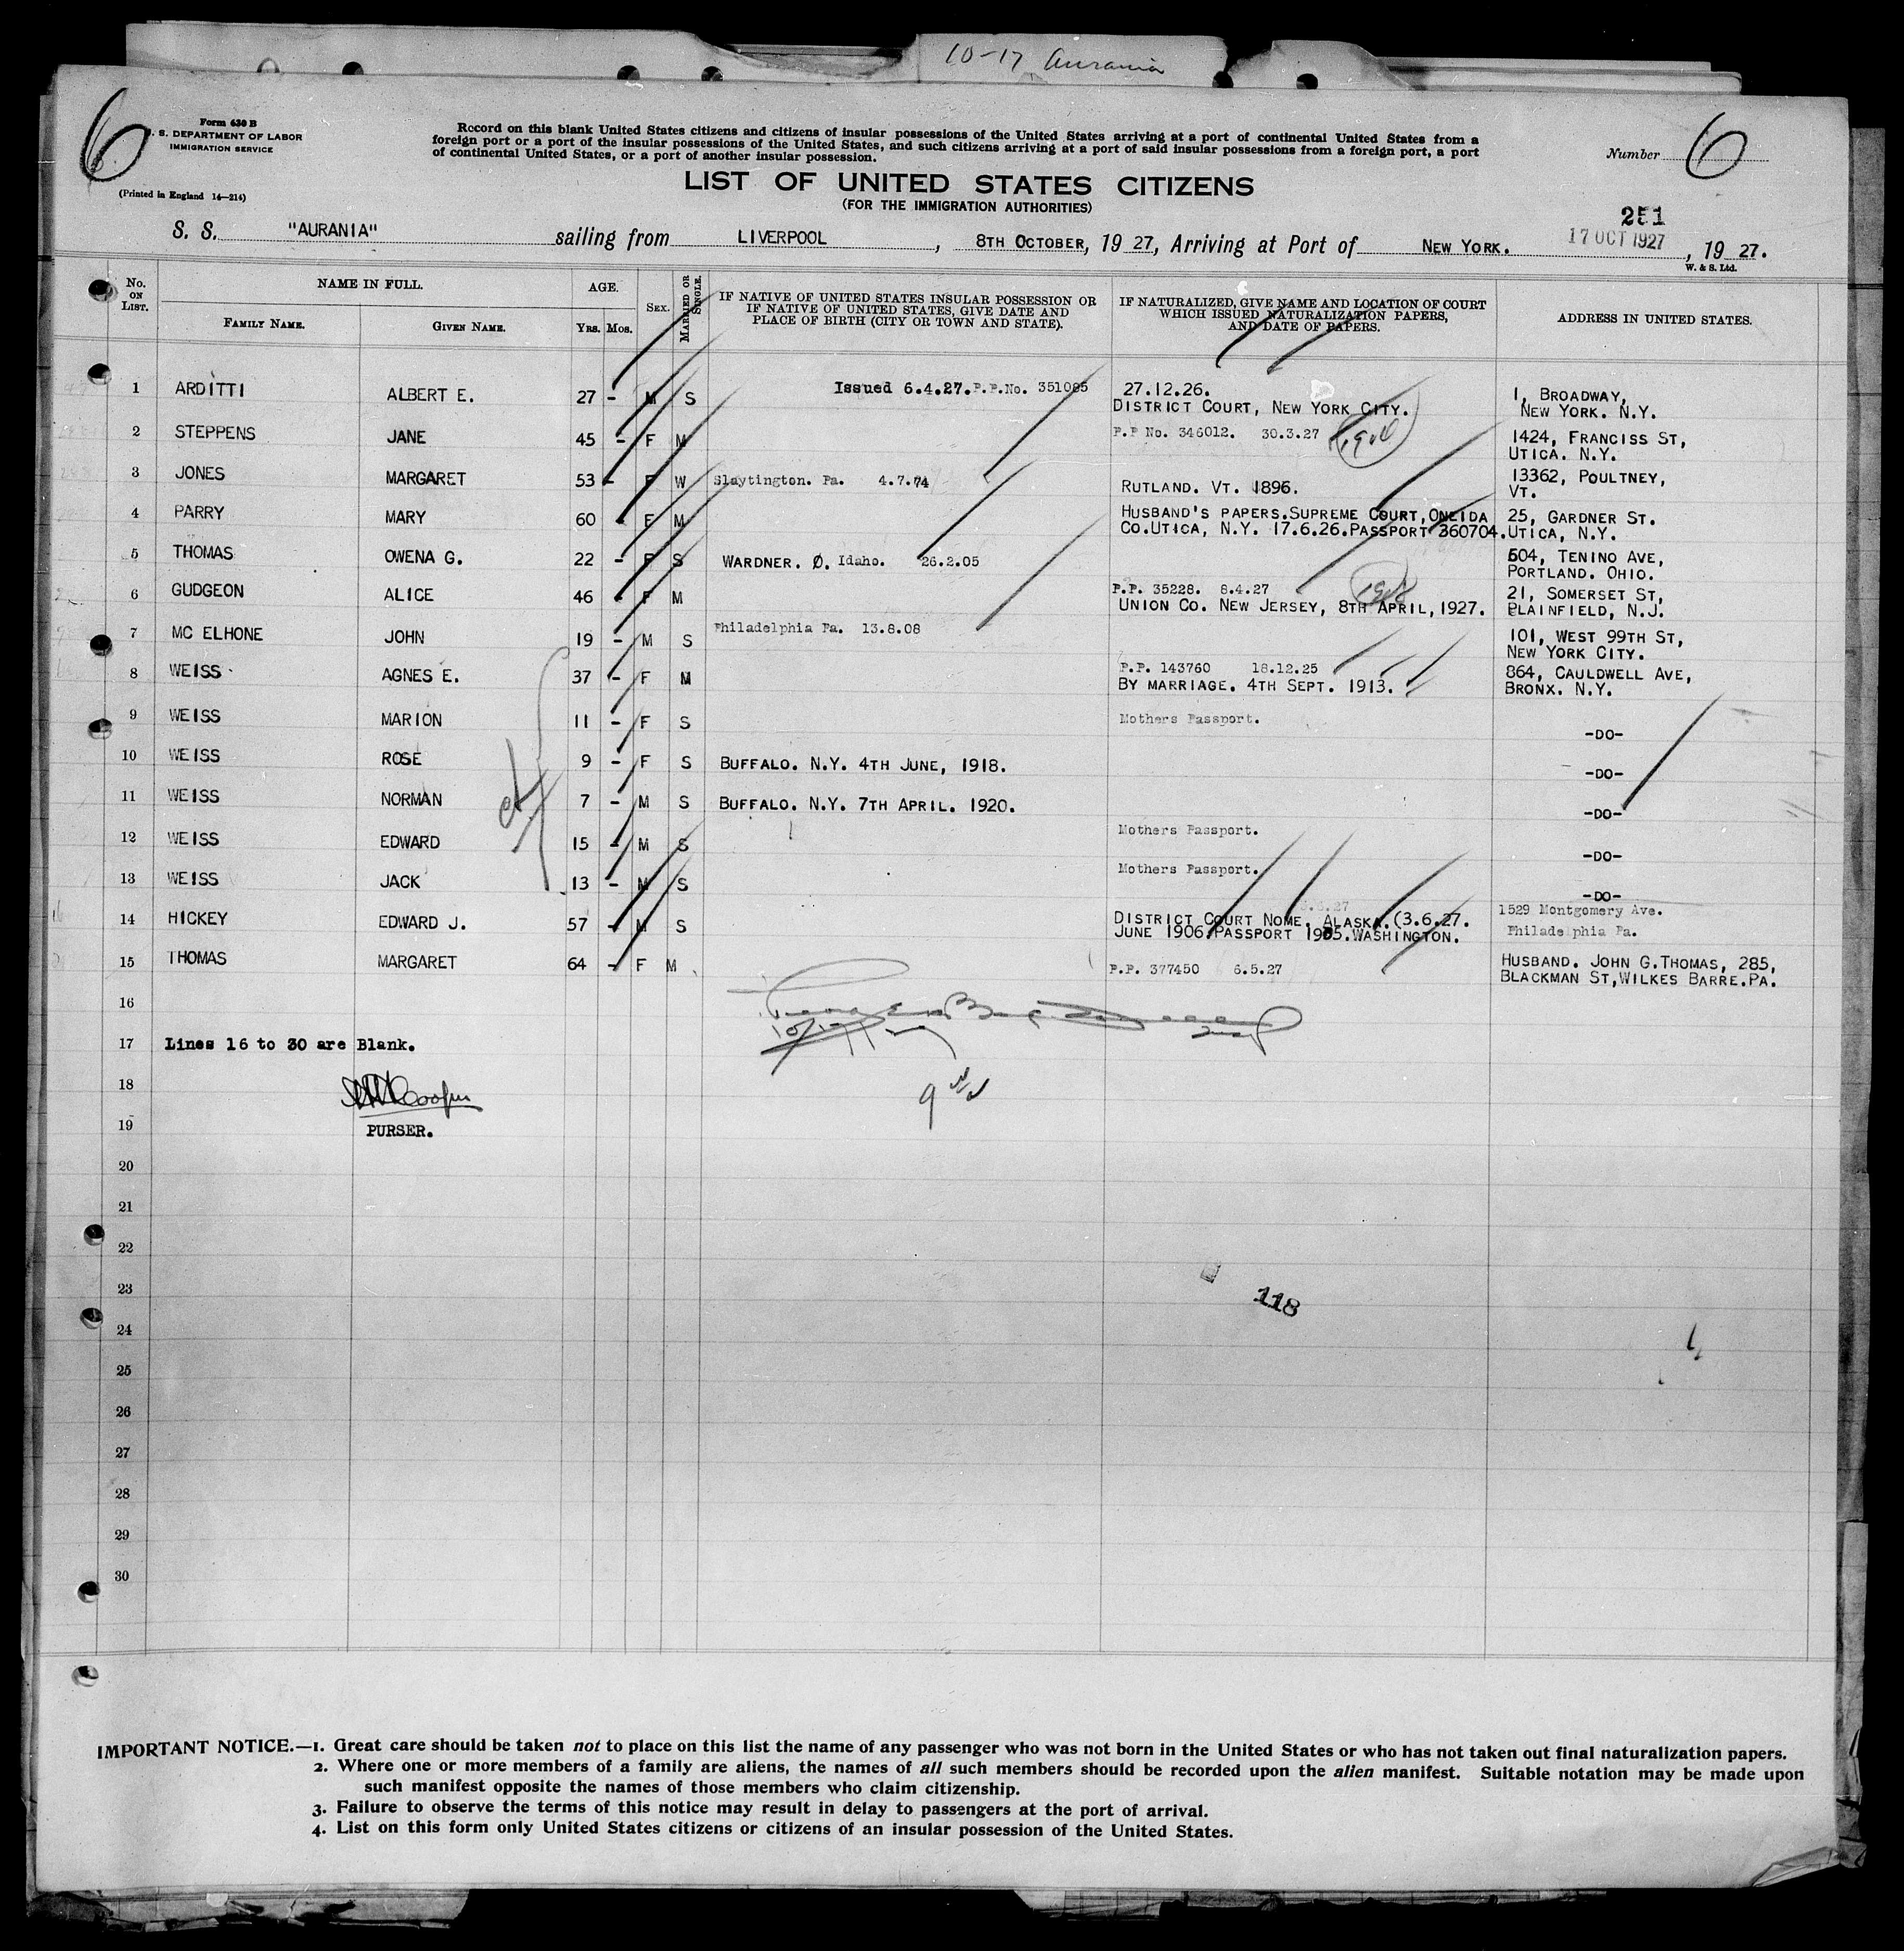 10-17 Aurania
6
Form 630 B
U. S. DEPARTMENT OF LABOR
IMMIGRATION SERVICE
(Printed in England 14—214)
Record on this blank United States citizens and citizens of insular possessions of the United States arriving at a port of continental United States from a
foreign port or a port of the insular possessions of the United States, and such citizens arriving at a port of said insular possessions from a foreign port, a port
of continental United States, or a port of another insular possession.
Number 6
LIST OF UNITED STATES CITIZENS
(FOR THE IMMIGRATION AUTHORITIES)
251
S. S. "AURANIA" sailing from LIVERPOOL, 8TH OCTOBER, 1927, Arriving at Port of NEW YORK. 17 OCT 1927, 1927.
W. & S. Ltd.
No. ON LIST. NAME IN FULL. FAMILY NAME. GIVEN NAME. AGE. YRS. MOS. SEX. MARRIED OR SINGLE. IF NATIVE OF UNITED STATES INSULAR POSSESSION OR IF NATIVE OF UNITED STATES, GIVE DATE AND PLACE OF BIRTH (CITY OR TOWN AND STATE). IF NATURALIZED, GIVE NAME AND LOCATION OF COURT WHICH ISSUED NATURALIZATION PAPERS, AND DATE OF PAPERS. ADDRESS IN UNITED STATES.
1 ARDITTI ALBERT E. 27 - M S Issued 6.4.27. P.P.No. 351085 27.12.26. DISTRICT COURT, NEW YORK CITY. 1, BROADWAY, NEW YORK. N.Y.
2 STEPPENS JANE 45 - F M P.P No. 346012. 30.3.27 1424, FRANCISS ST, UTICA. N.Y.
3 JONES MARGARET 53 - F W Slaytington. Pa. 4.7.74 RUTLAND. VT. 1896. 13362, POULTNEY, VT.
4 PARRY MARY 60 - F M HUSBAND'S PAPERS.SUPREME COURT, ONEIDA CO.UTICA, N.Y. 17.6.26.PASSPORT 360704. 25, GARDNER ST. UTICA, N.Y.
5 THOMAS OWENA G. 22 - F S WARDNER. O. Idaho. 26.2.05 604, TENINO AVE, PORTLAND. OHIO.
6 GUDGEON ALICE 46 - F M P.P. 35228. 8.4.27 UNION CO. NEW JERSEY, 8TH APRIL, 1927. 21, SOMERSET ST, PLAINFIELD, N.J.
7 MC ELHONE JOHN 19 - M S Philadelphia Pa. 13.8.08 101, WEST 99TH ST, NEW YORK CITY.
8 WEISS AGNES E. 37 - F M P.P. 143760 18.12.25 BY MARRIAGE. 4TH SEPT. 1913. 864, CAULDWELL AVE, BRONX. N.Y.
9 WEISS MARION 11 - F S Mothers Passport. -DO-
10 WEISS ROSE 9 - F S BUFFALO. N.Y. 4TH JUNE, 1918. -DO-
11 WEISS NORMAN 7 - M S BUFFALO. N.Y. 7TH APRIL. 1920. -DO-
12 WEISS EDWARD 15 - M S Mothers Passport. -DO-
13 WEISS JACK 13 - M S Mothers Passport. -DO-
14 HICKEY EDWARD J. 57 - M S DISTRICT COURT NOME, ALASKA. (3.6.27. JUNE 1906.PASSPORT 1905.WASHINGTON. 1529 Montgomery Ave. Philadelphia Pa.
15 THOMAS MARGARET 64 - F M P.P. 377450 6.5.27 HUSBAND. JOHN G.THOMAS, 285, BLACKMAN ST,WILKES BARRE.PA.
16
17 Lines 16 to 30 are Blank.
18
19 PURSER.
20
21
22
23
118
24
25
26
27
28
29
30
IMPORTANT NOTICE.—1. Great care should be taken not to place on this list the name of any passenger who was not born in the United States or who has not taken out final naturalization papers.
2. Where one or more members of a family are aliens, the names of all such members should be recorded upon the alien manifest. Suitable notation may be made upon
such manifest opposite the names of those members who claim citizenship.
3. Failure to observe the terms of this notice may result in delay to passengers at the port of arrival.
4. List on this form only United States citizens or citizens of an insular possession of the United States.